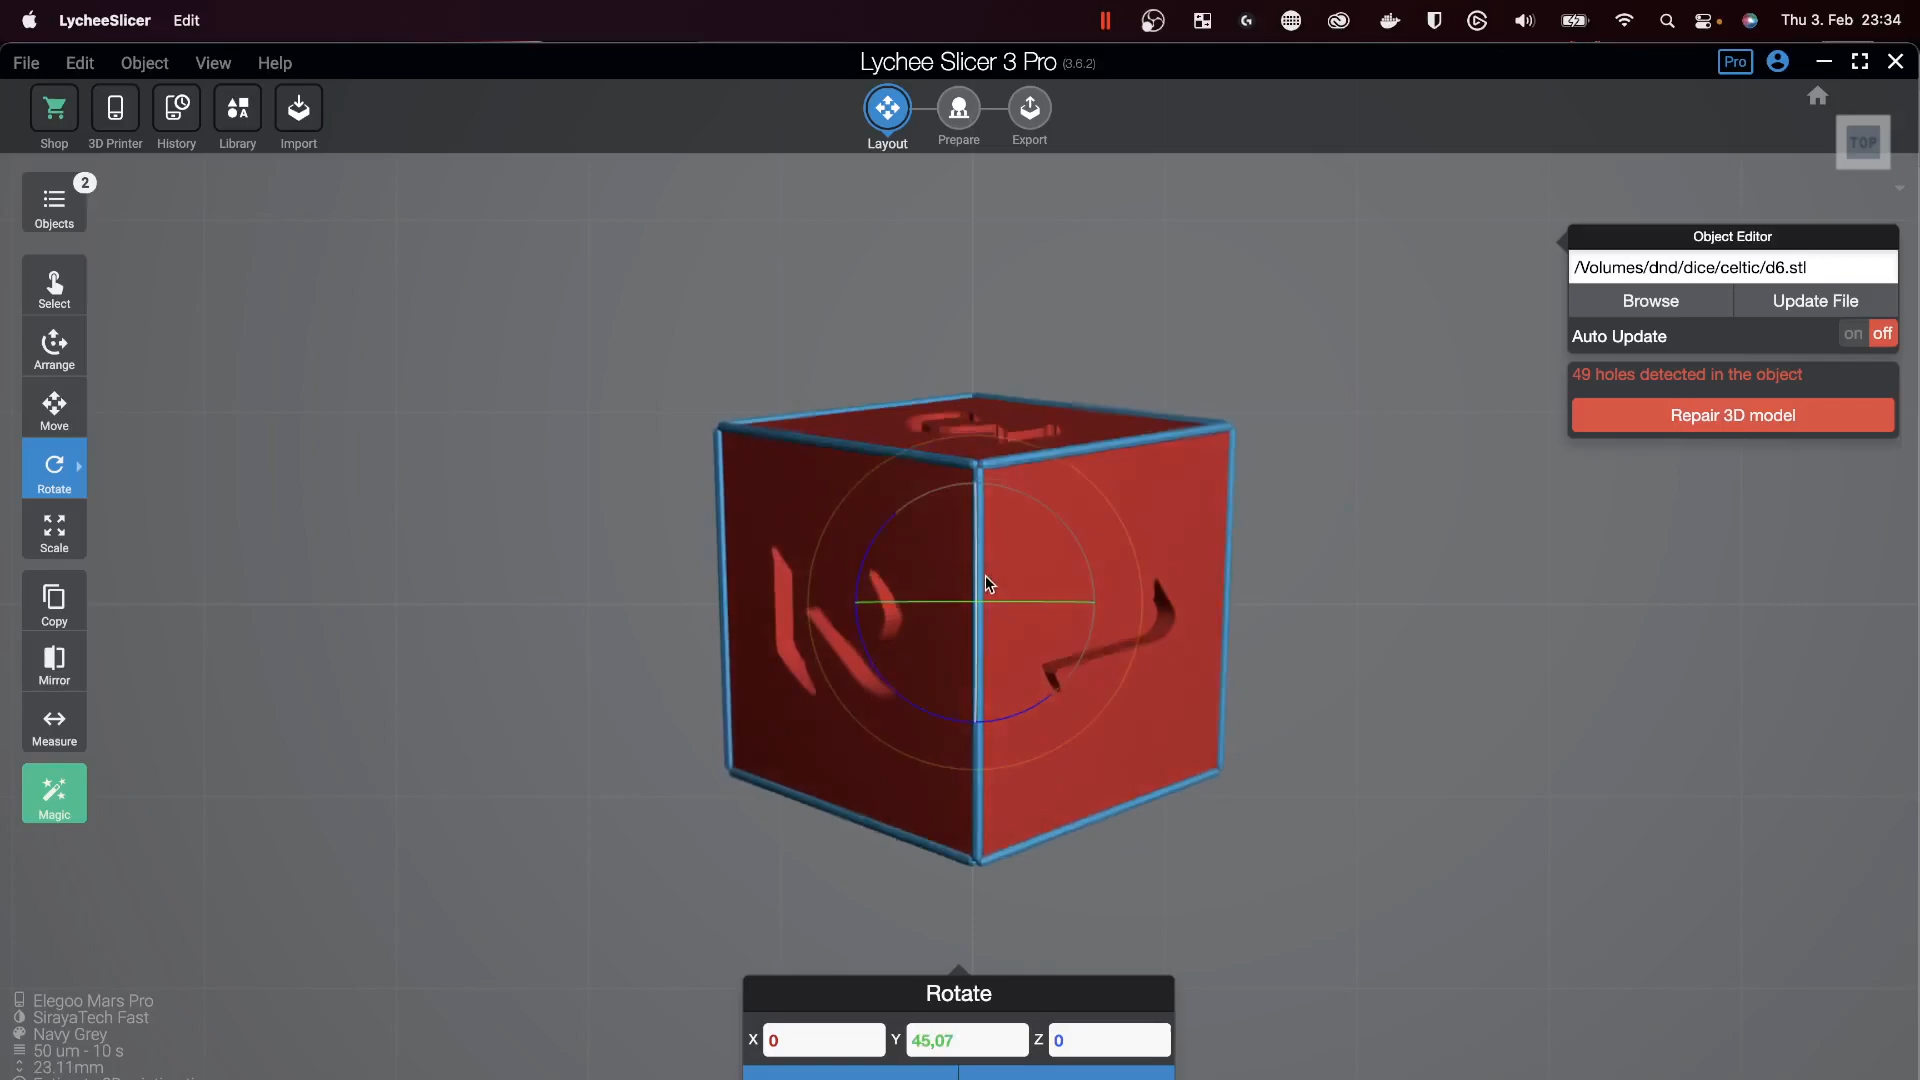 LycheeSlicer Edit
Thu 3. Feb 23:34
File Edit Object View Help
Lychee Slicer 3 Pro (3.6.2)
Pro
Shop 3D Printer History Library Import
Layout Prepare Export
TOP
2
Objects
Select
Arrange
Move
Rotate
Scale
Copy
Mirror
Measure
Magic
Object Editor
/Volumes/dnd/dice/celtic/d6.stl
Browse Update File
Auto Update on off
49 holes detected in the object
Repair 3D model
Elegoo Mars Pro
SirayaTech Fast
Navy Grey
50 um - 10 s
23.11mm
Rotate
X 0 Y 45,07 Z 0